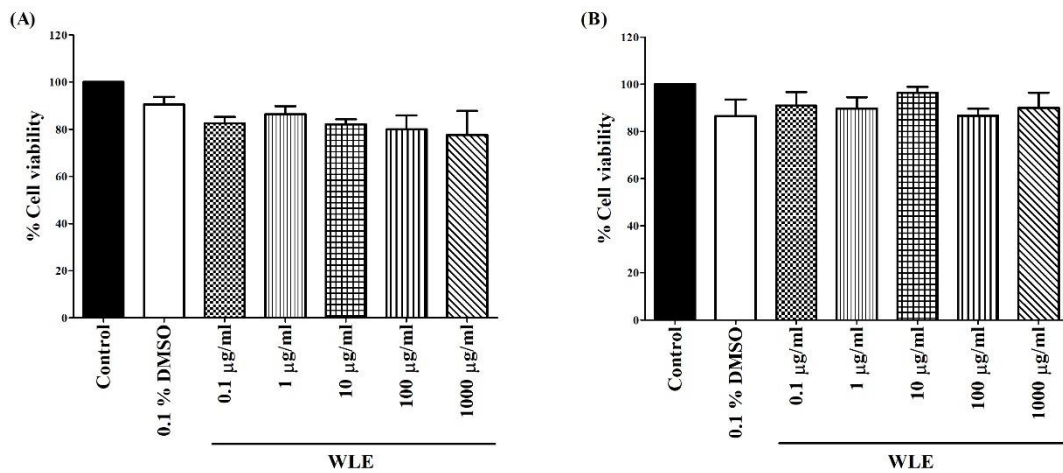 (A)
% Cell viability
120
100
80
60
40
20
0
Control
0.1 % DMSO
0.1 µg/ml
1 µg/ml
10 µg/ml
100 µg/ml
1000 µg/ml
WLE
(B)
% Cell viability
120
100
80
60
40
20
0
Control
0.1 % DMSO
0.1 µg/ml
1 µg/ml
10 µg/ml
100 µg/ml
1000 µg/ml
WLE